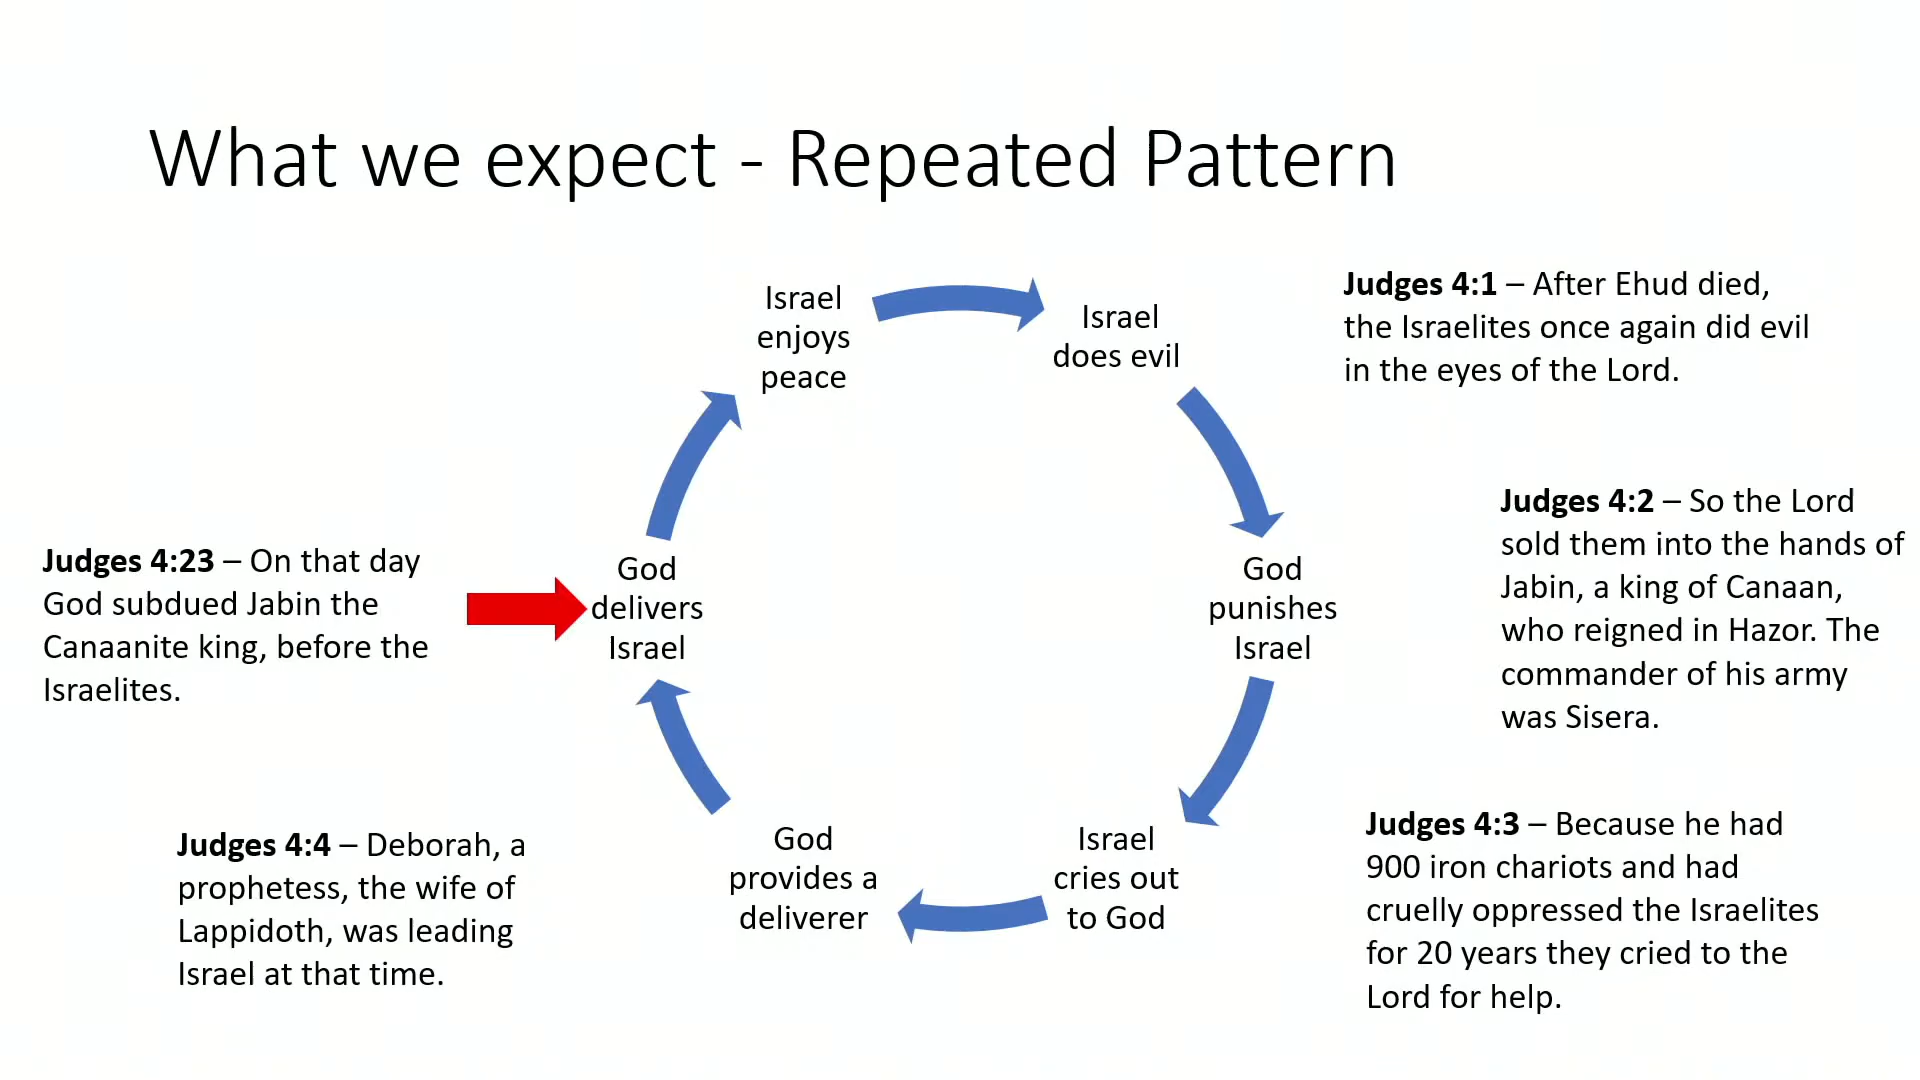 What we expect - Repeated Pattern
Israel
enjoys
peace
Israel
does evil
Judges 4:1 – After Ehud died,
the Israelites once again did evil
in the eyes of the Lord.
God
punishes
Israel
Judges 4:2 – So the Lord
sold them into the hands of
Jabin, a king of Canaan,
who reigned in Hazor. The
commander of his army
was Sisera.
Israel
cries out
to God
Judges 4:3 – Because he had
900 iron chariots and had
cruelly oppressed the Israelites
for 20 years they cried to the
Lord for help.
God
provides a
deliverer
Judges 4:4 – Deborah, a
prophetess, the wife of
Lappidoth, was leading
Israel at that time.
God
delivers
Israel
Judges 4:23 – On that day
God subdued Jabin the
Canaanite king, before the
Israelites.